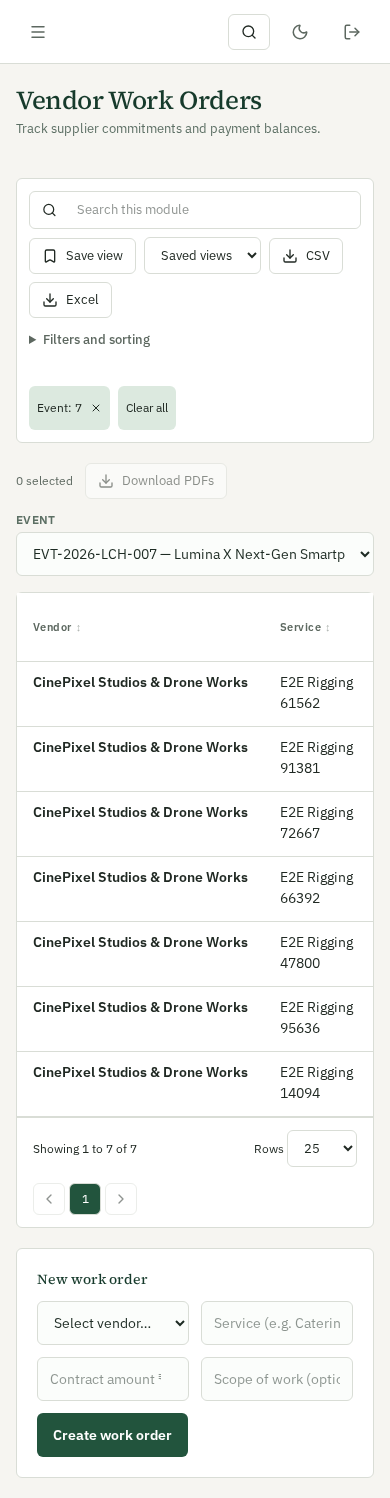 Vendor Work Orders
Track supplier commitments and payment balances.
Search this module
Save view
Saved views
CSV
Excel
Filters and sorting
Event: 7
Clear all
0 selected
Download PDFs
EVENT
EVT-2026-LCH-007 — Lumina X Next-Gen Smartp
Vendor ↕ Service ↕
CinePixel Studios & Drone Works E2E Rigging
61562
CinePixel Studios & Drone Works E2E Rigging
91381
CinePixel Studios & Drone Works E2E Rigging
72667
CinePixel Studios & Drone Works E2E Rigging
66392
CinePixel Studios & Drone Works E2E Rigging
47800
CinePixel Studios & Drone Works E2E Rigging
95636
CinePixel Studios & Drone Works E2E Rigging
14094
Showing 1 to 7 of 7
Rows 25
1
New work order
Select vendor...
Service (e.g. Caterin
Contract amount
Scope of work (optic
Create work order